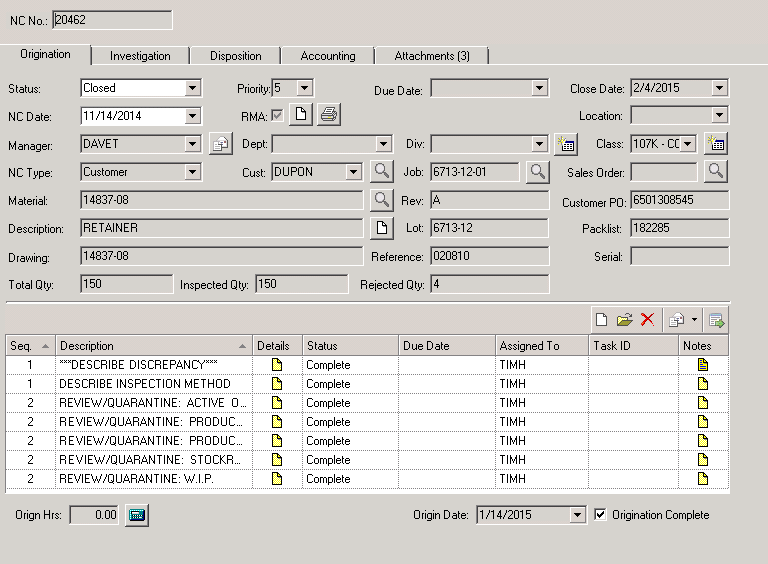 NC No.: 20462
Origination Investigation Disposition Accounting Attachments (3)
Status: Closed Priority: 5 Due Date: Close Date: 2/4/2015
NC Date: 11/14/2014 RMA: Location:
Manager: DAVET Dept: Div: Class: 107K - CC
NC Type: Customer Cust: DUPON Job: 6713-12-01 Sales Order:
Material: 14837-08 Rev: A Customer PO: 6501308545
Description: RETAINER Lot: 6713-12 Packlist: 182285
Drawing: 14837-08 Reference: 020810 Serial:
Total Qty: 150 Inspected Qty: 150 Rejected Qty: 4
Seq. Description Details Status Due Date Assigned To Task ID Notes
1 ***DESCRIBE DISCREPANCY*** Complete TIMH
1 DESCRIBE INSPECTION METHOD Complete TIMH
2 REVIEW/QUARANTINE: ACTIVE O... Complete TIMH
2 REVIEW/QUARANTINE: PRODUC... Complete TIMH
2 REVIEW/QUARANTINE: PRODUC... Complete TIMH
2 REVIEW/QUARANTINE: STOCKR... Complete TIMH
2 REVIEW/QUARANTINE: W.I.P. Complete TIMH
Orign Hrs: 0.00 Origin Date: 1/14/2015 Origination Complete